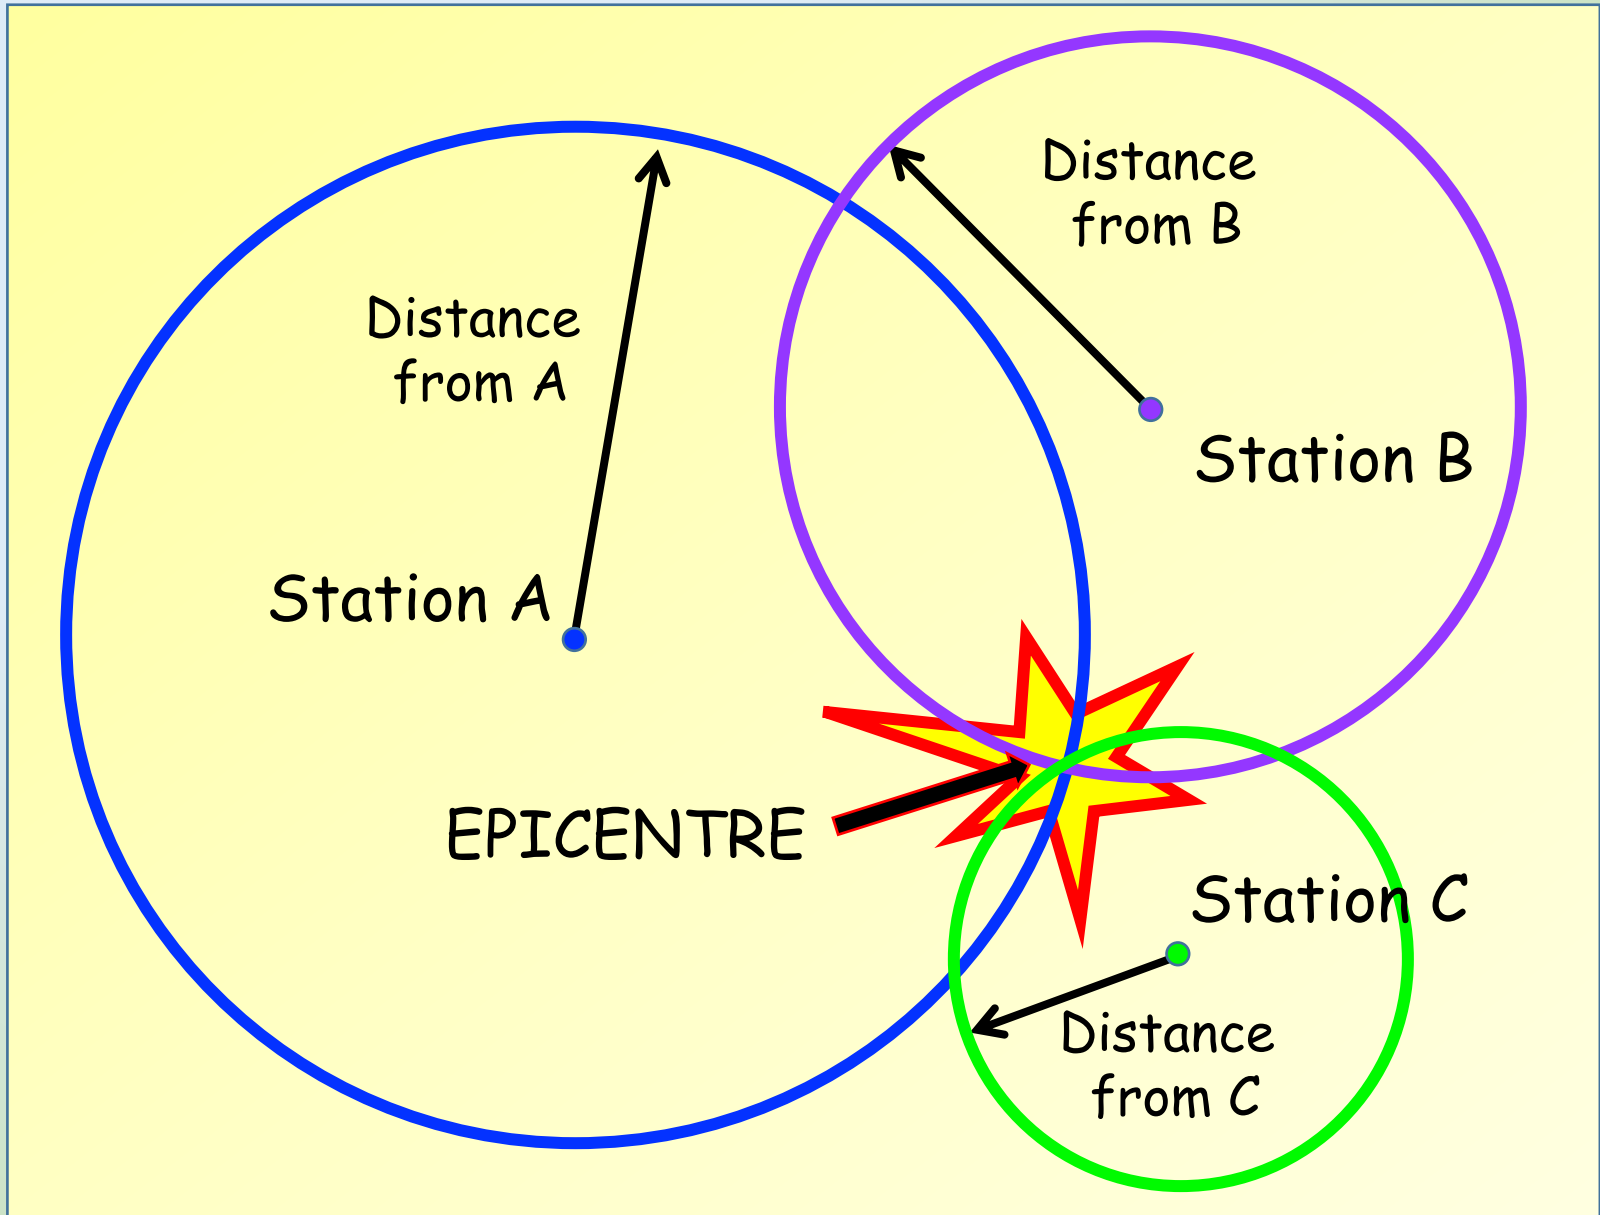 Distance
from B
Distance
from A
Station B
Station A
EPICENTRE
Station C
Distance
from C